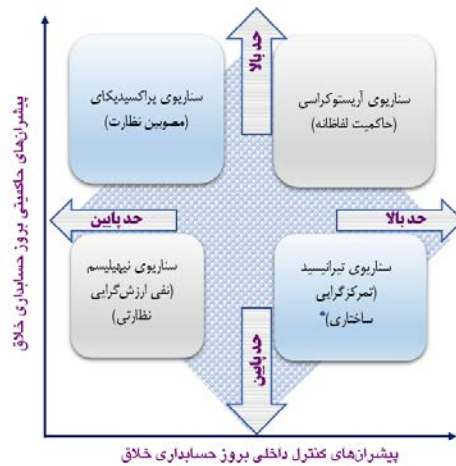 حد بالا
سناریوی پراکسیدیکای
(مصوبین نظارت)
سناریوی آریستوکراسی
(حاکمیت لفاظانه)
حد پایین
حد بالا
سناریوی نیهیلیسم
(نفی ارزش‌گرایی
نظارتی)
سناریوی تیرانیسید
(تمرکزگرایی
ساختاری)*
حد پایین
پیشران‌های حاکمیتی بروز حسابداری خلاق
پیشران‌های کنترل داخلی بروز حسابداری خلاق